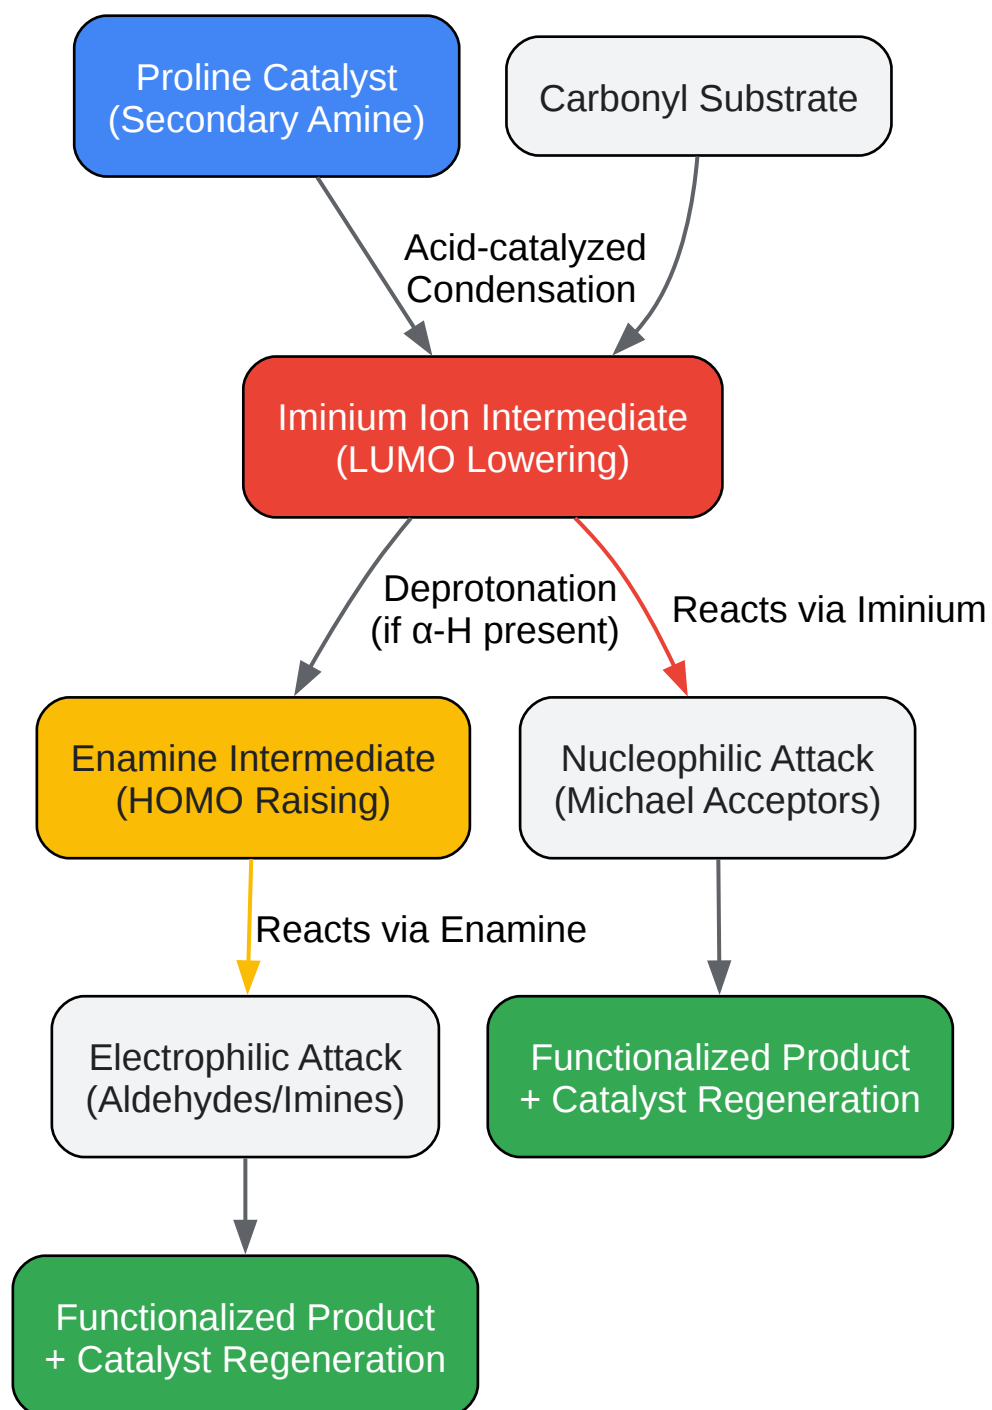 Proline Catalyst
(Secondary Amine)
Carbonyl Substrate
Acid-catalyzed
Condensation
Iminium Ion Intermediate
(LUMO Lowering)
Deprotonation
(if α-H present)
Reacts via Iminium
Enamine Intermediate
(HOMO Raising)
Nucleophilic Attack
(Michael Acceptors)
Reacts via Enamine
Electrophilic Attack
(Aldehydes/Imines)
Functionalized Product
+ Catalyst Regeneration
Functionalized Product
+ Catalyst Regeneration